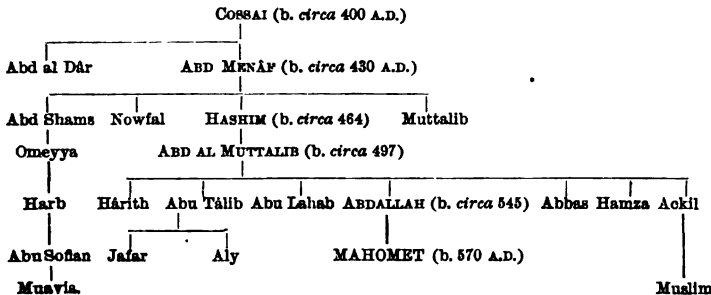 COSSAI (b. circa 400 A.D.)
Abd al Dâr ABD MENÂF (b. circa 430 A.D.)
Abd Shams Nowfal HASHIM (b. circa 464) Muttalib
Omeyya ABD AL MUTTALIB (b. circa 497)
Harb Hârith Abu Tâlib Abu Lahab ABDALLAH (b. circa 545) Abbas Hamza Ackil
Abu Sofian Jafar Aly MAHOMET (b. 570 A.D.)
Muavia. Muslim